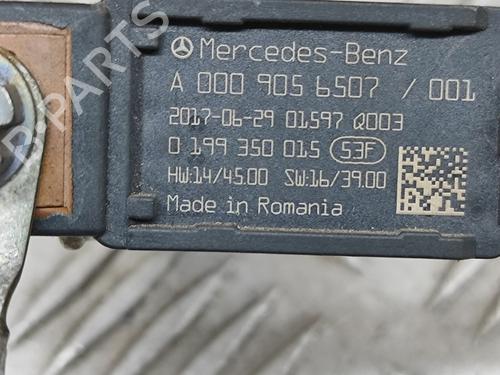 Mercedes-Benz
A 000 905 6507 / 001
2017-06-29 01597 Q003
0 199 350 015 S3F
HW:14/45.00 SW:16/39.00
Made in Romania
B-PARTS